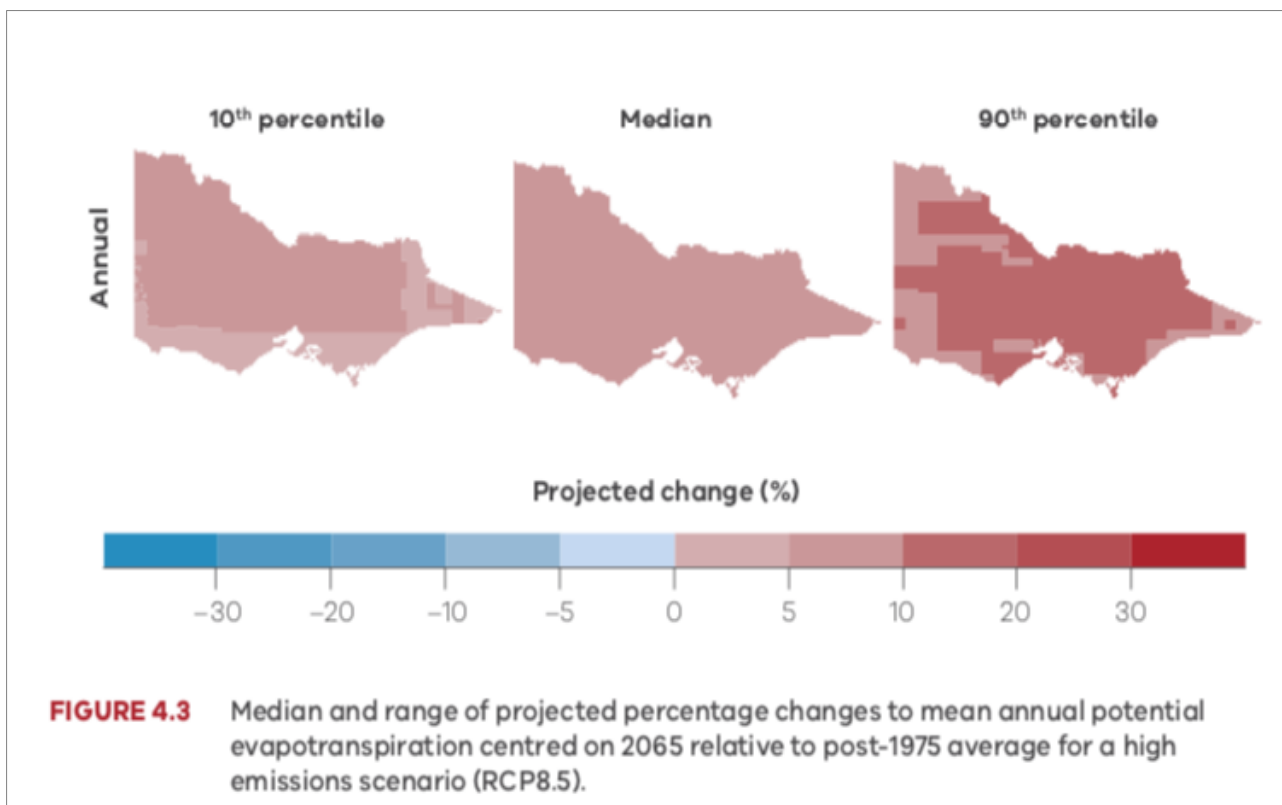 10th percentile
Median
90th percentile
Annual
Projected change (%)
−30
−20
−10
−5
0
5
10
20
30
FIGURE 4.3 Median and range of projected percentage changes to mean annual potential
evapotranspiration centred on 2065 relative to post-1975 average for a high
emissions scenario (RCP8.5).